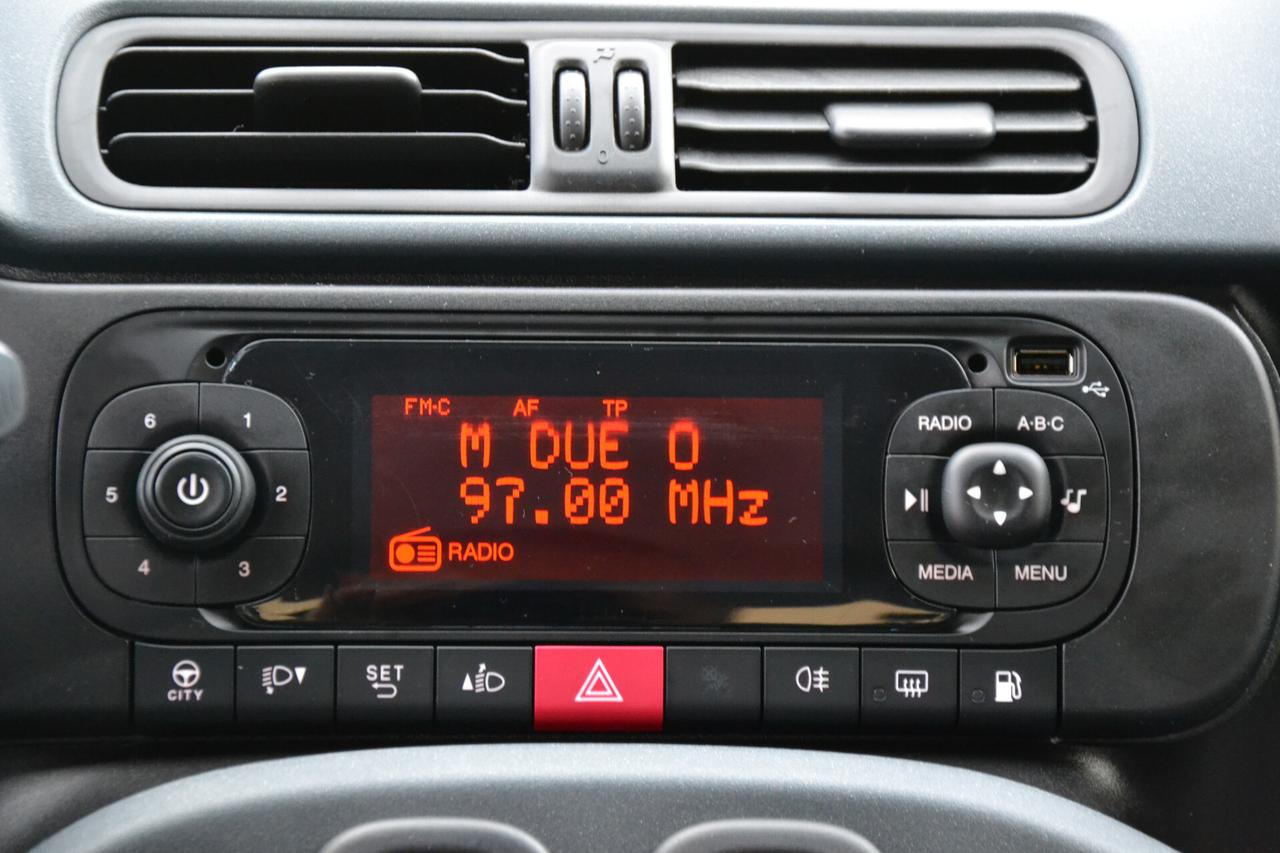 0
FM·C AF TP
M DUE O
97.00 MHz
RADIO
6 1
5 2
4 3
RADIO A·B·C
MEDIA MENU
CITY
SET